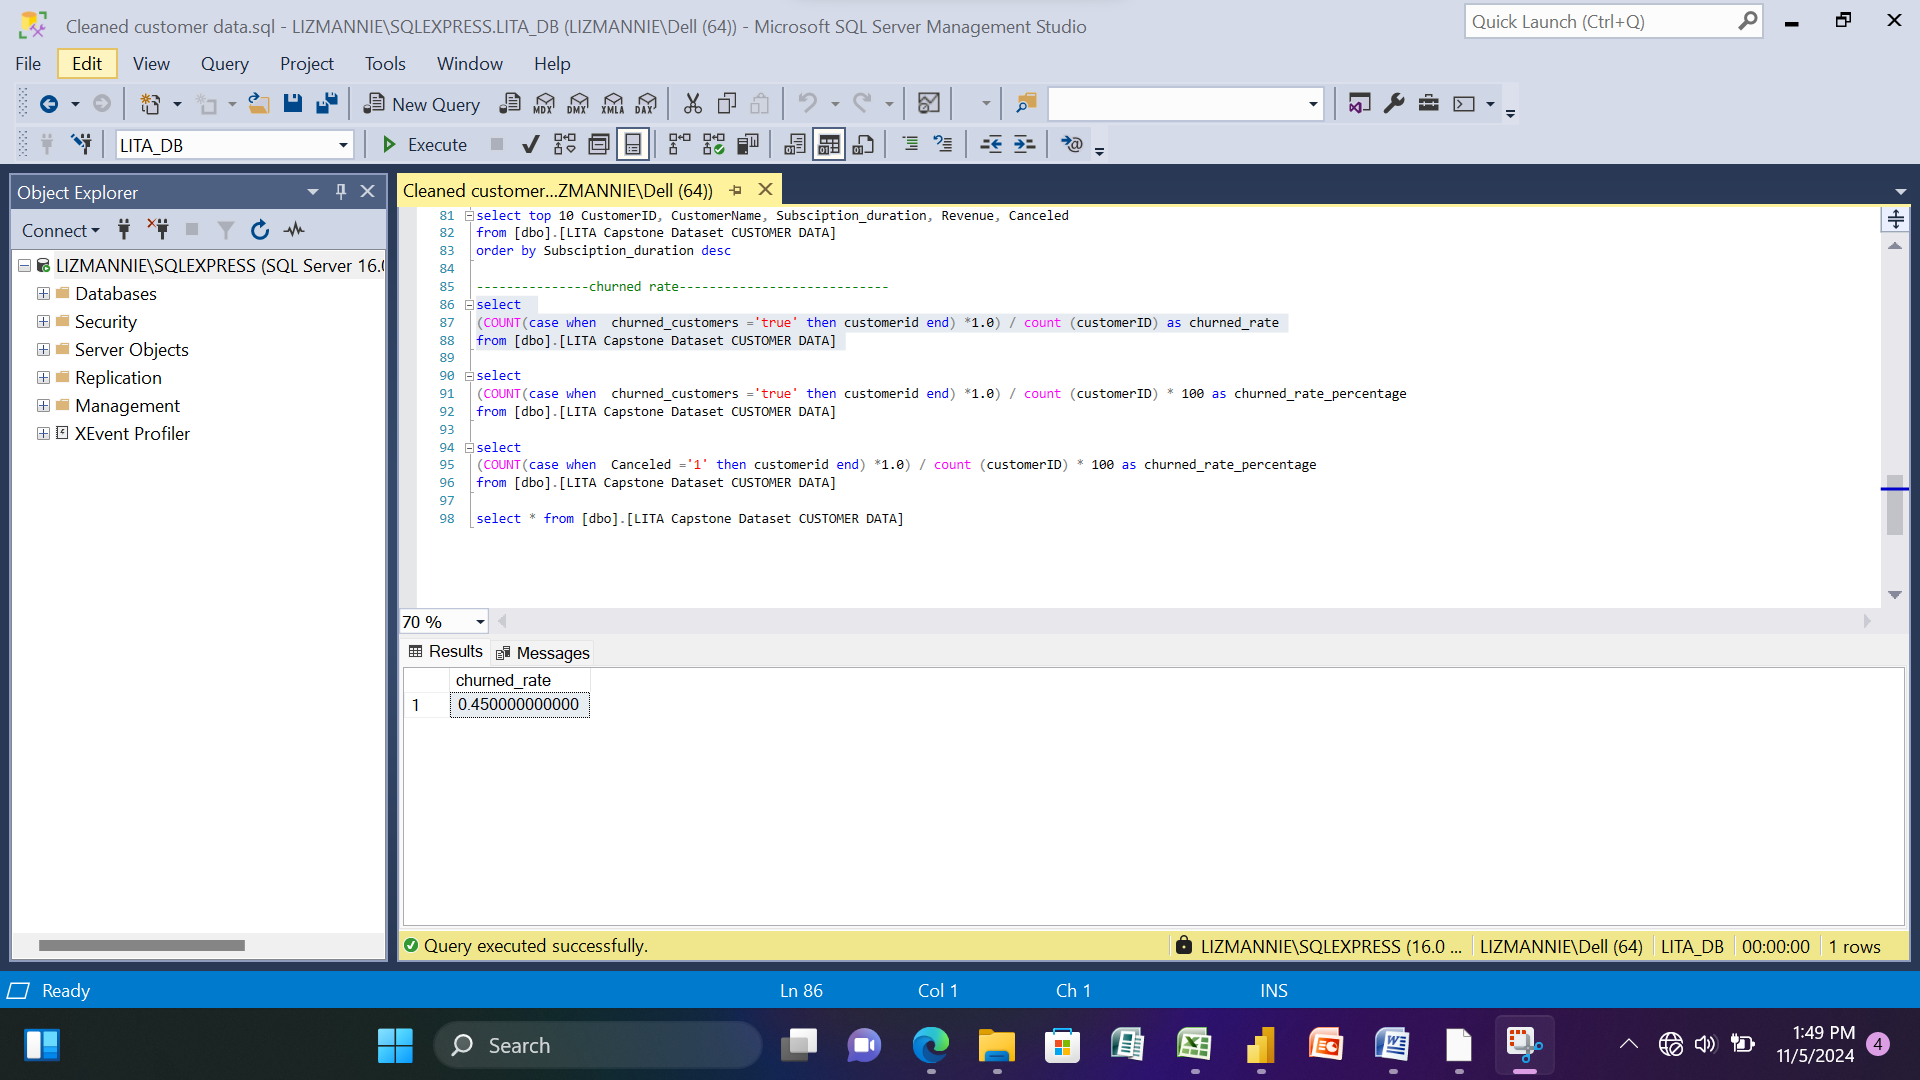 Cleaned customer data.sql - LIZMANNIE\SQLEXPRESS.LITA_DB (LIZMANNIE\Dell (64)) - Microsoft SQL Server Management Studio
Quick Launch (Ctrl+Q)
File Edit View Query Project Tools Window Help
New Query MDX DMX XMLA DAX
LITA_DB Execute
Object Explorer
Connect
LIZMANNIE\SQLEXPRESS (SQL Server 16.0
Databases
Security
Server Objects
Replication
Management
XEvent Profiler
Cleaned customer...ZMANNIE\Dell (64))
81 select top 10 CustomerID, CustomerName, Subsciption_duration, Revenue, Canceled
82 from [dbo].[LITA Capstone Dataset CUSTOMER DATA]
83 order by Subsciption_duration desc
84
85 ---------------churned rate----------------------------
86 select
87 (COUNT(case when  churned_customers ='true' then customerid end) *1.0) / count (customerID) as churned_rate
88 from [dbo].[LITA Capstone Dataset CUSTOMER DATA]
89
90 select
91 (COUNT(case when  churned_customers ='true' then customerid end) *1.0) / count (customerID) * 100 as churned_rate_percentage
92 from [dbo].[LITA Capstone Dataset CUSTOMER DATA]
93
94 select
95 (COUNT(case when  Canceled ='1' then customerid end) *1.0) / count (customerID) * 100 as churned_rate_percentage
96 from [dbo].[LITA Capstone Dataset CUSTOMER DATA]
97
98 select * from [dbo].[LITA Capstone Dataset CUSTOMER DATA]
70 %
Results Messages
churned_rate
1 0.450000000000
Query executed successfully. LIZMANNIE\SQLEXPRESS (16.0 ... LIZMANNIE\Dell (64) LITA_DB 00:00:00 1 rows
Ready Ln 86 Col 1 Ch 1 INS
Search
1:49 PM
11/5/2024
4